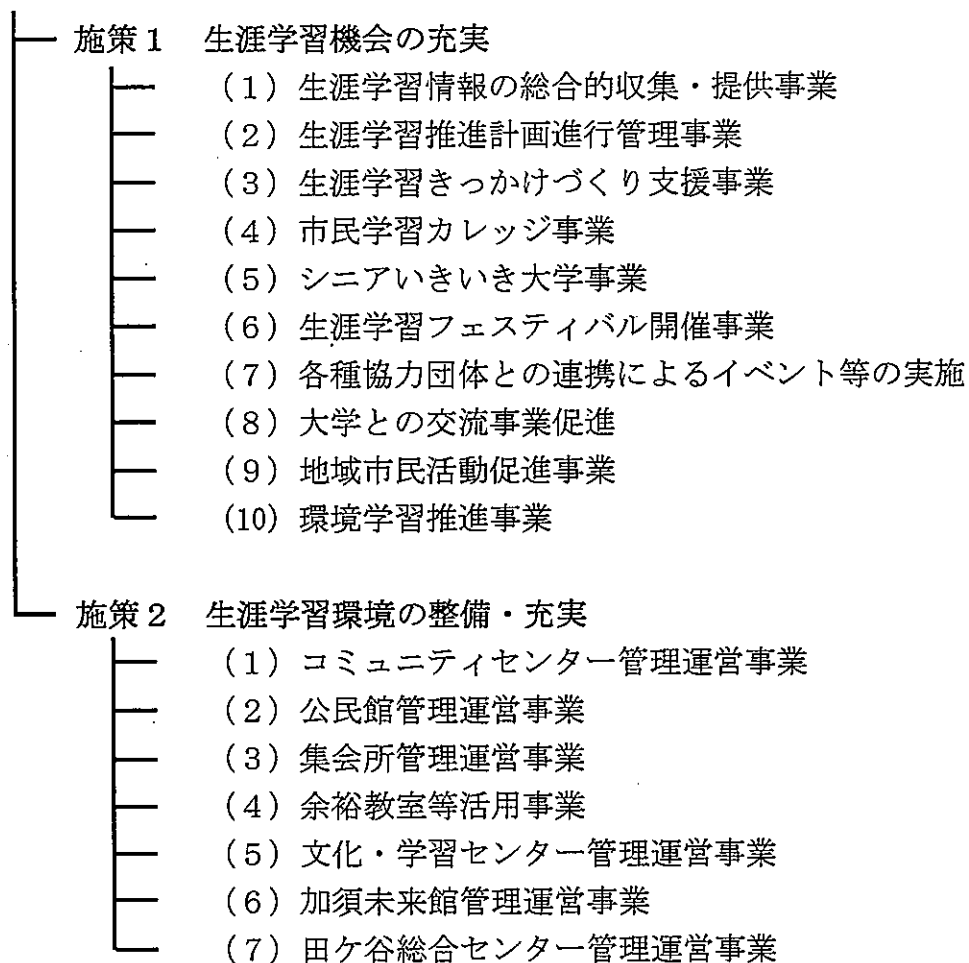 施策１　生涯学習機会の充実
（１）生涯学習情報の総合的収集・提供事業
（２）生涯学習推進計画進行管理事業
（３）生涯学習きっかけづくり支援事業
（４）市民学習カレッジ事業
（５）シニアいきいき大学事業
（６）生涯学習フェスティバル開催事業
（７）各種協力団体との連携によるイベント等の実施
（８）大学との交流事業促進
（９）地域市民活動促進事業
（10）環境学習推進事業
施策２　生涯学習環境の整備・充実
（１）コミュニティセンター管理運営事業
（２）公民館管理運営事業
（３）集会所管理運営事業
（４）余裕教室等活用事業
（５）文化・学習センター管理運営事業
（６）加須未来館管理運営事業
（７）田ケ谷総合センター管理運営事業